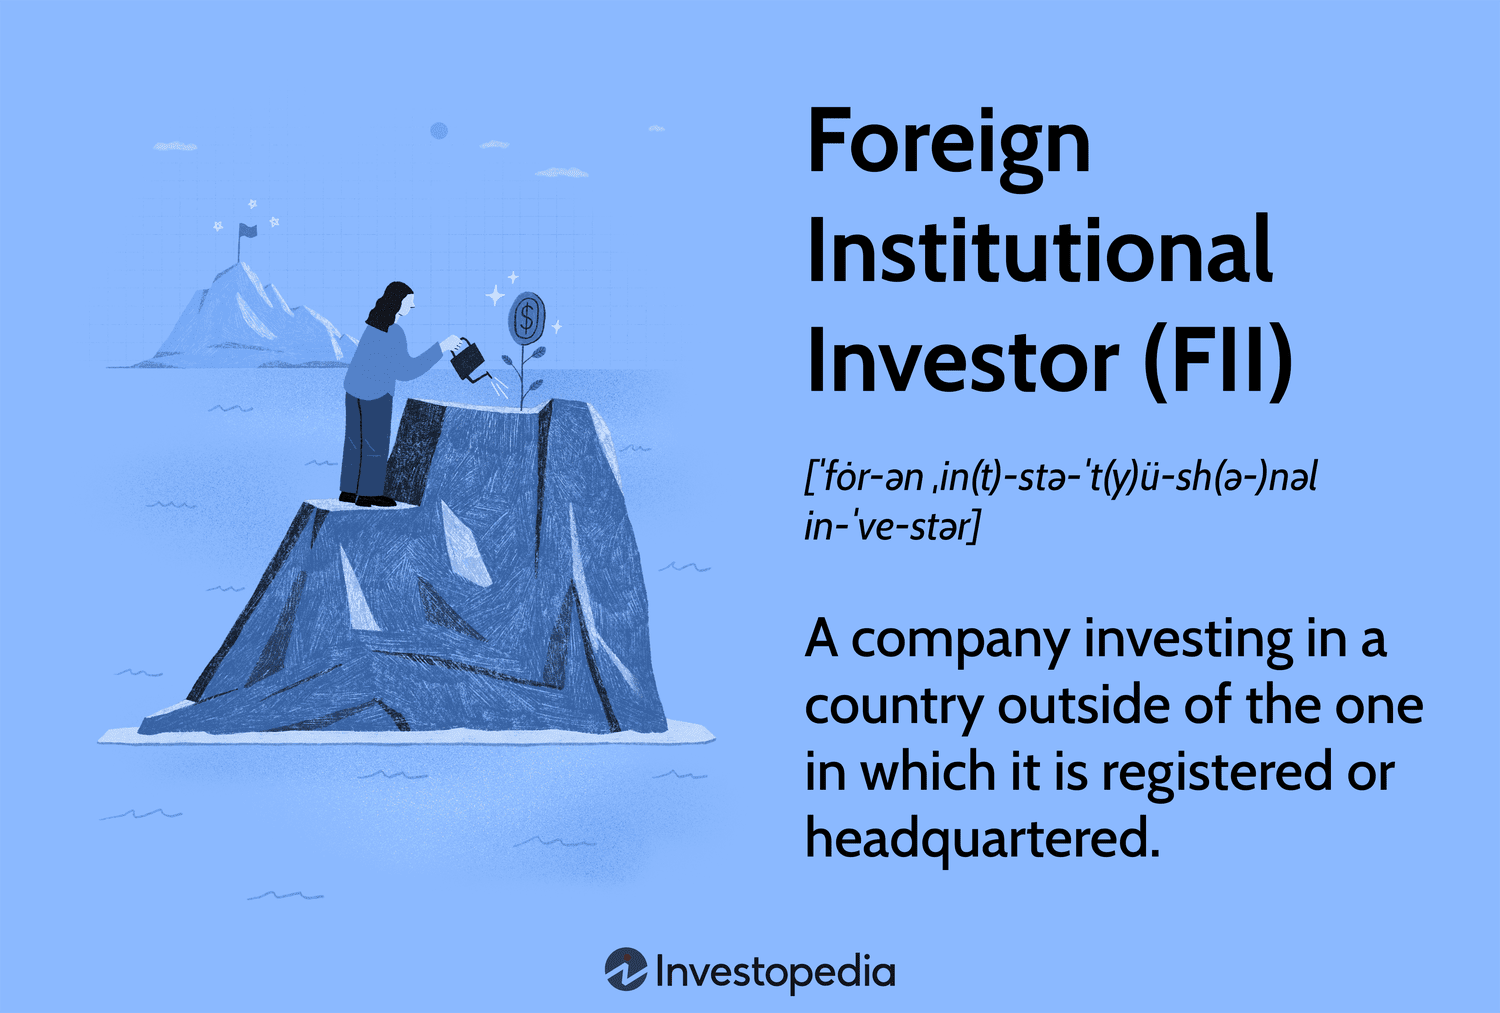 Foreign
Institutional
Investor (FII)
[ˈfȯr-ən ˌin(t)-stə-ˈt(y)ü-sh(ə-)nəl
in-ˈve-stər]
A company investing in a
country outside of the one
in which it is registered or
headquartered.
$
Investopedia